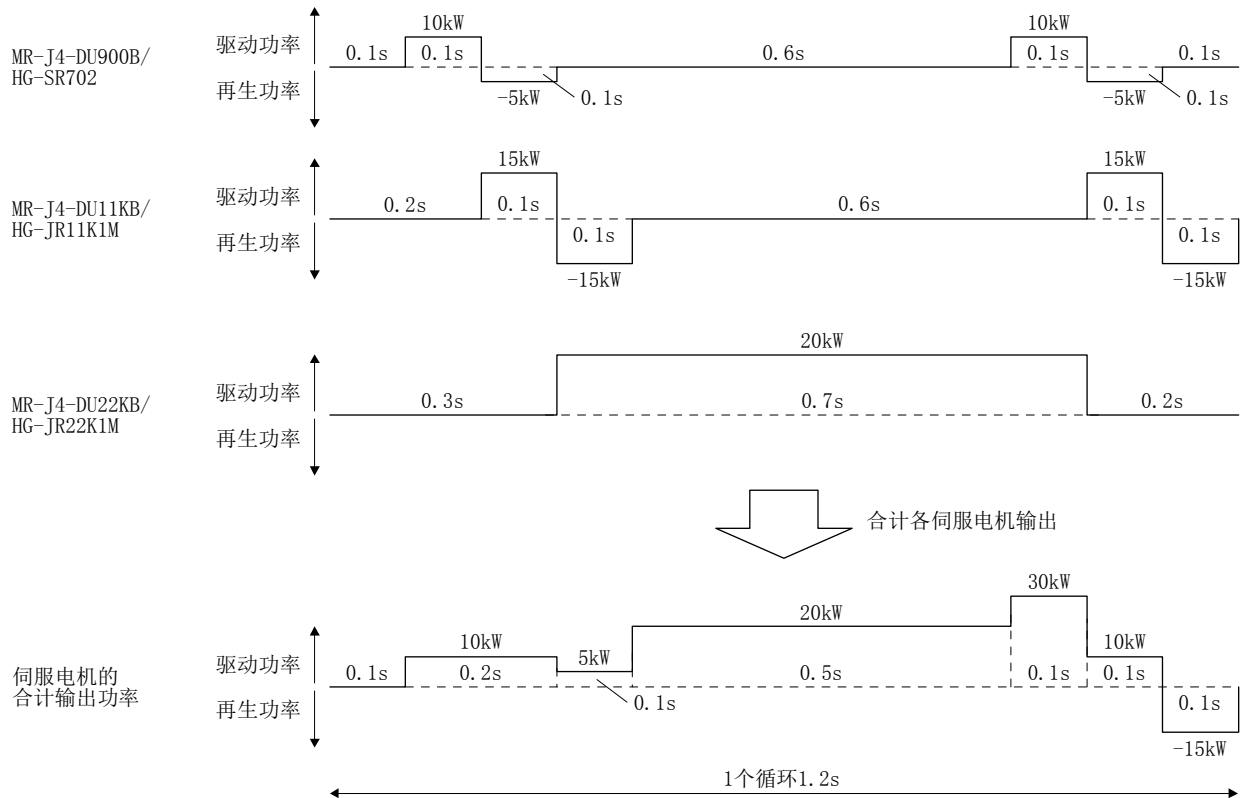 10kW
10kW
MR-J4-DU900B/
HG-SR702
驱动功率
再生功率
0.1s
0.1s
0.6s
0.1s
0.1s
-5kW
0.1s
-5kW
0.1s
15kW
15kW
MR-J4-DU11KB/
HG-JR11K1M
驱动功率
再生功率
0.2s
0.1s
0.6s
0.1s
0.1s
0.1s
-15kW
-15kW
20kW
MR-J4-DU22KB/
HG-JR22K1M
驱动功率
再生功率
0.3s
0.7s
0.2s
合计各伺服电机输出
30kW
20kW
10kW
5kW
10kW
伺服电机的
合计输出功率
驱动功率
再生功率
0.1s
0.2s
0.1s
0.5s
0.1s
0.1s
0.1s
-15kW
1个循环1.2s